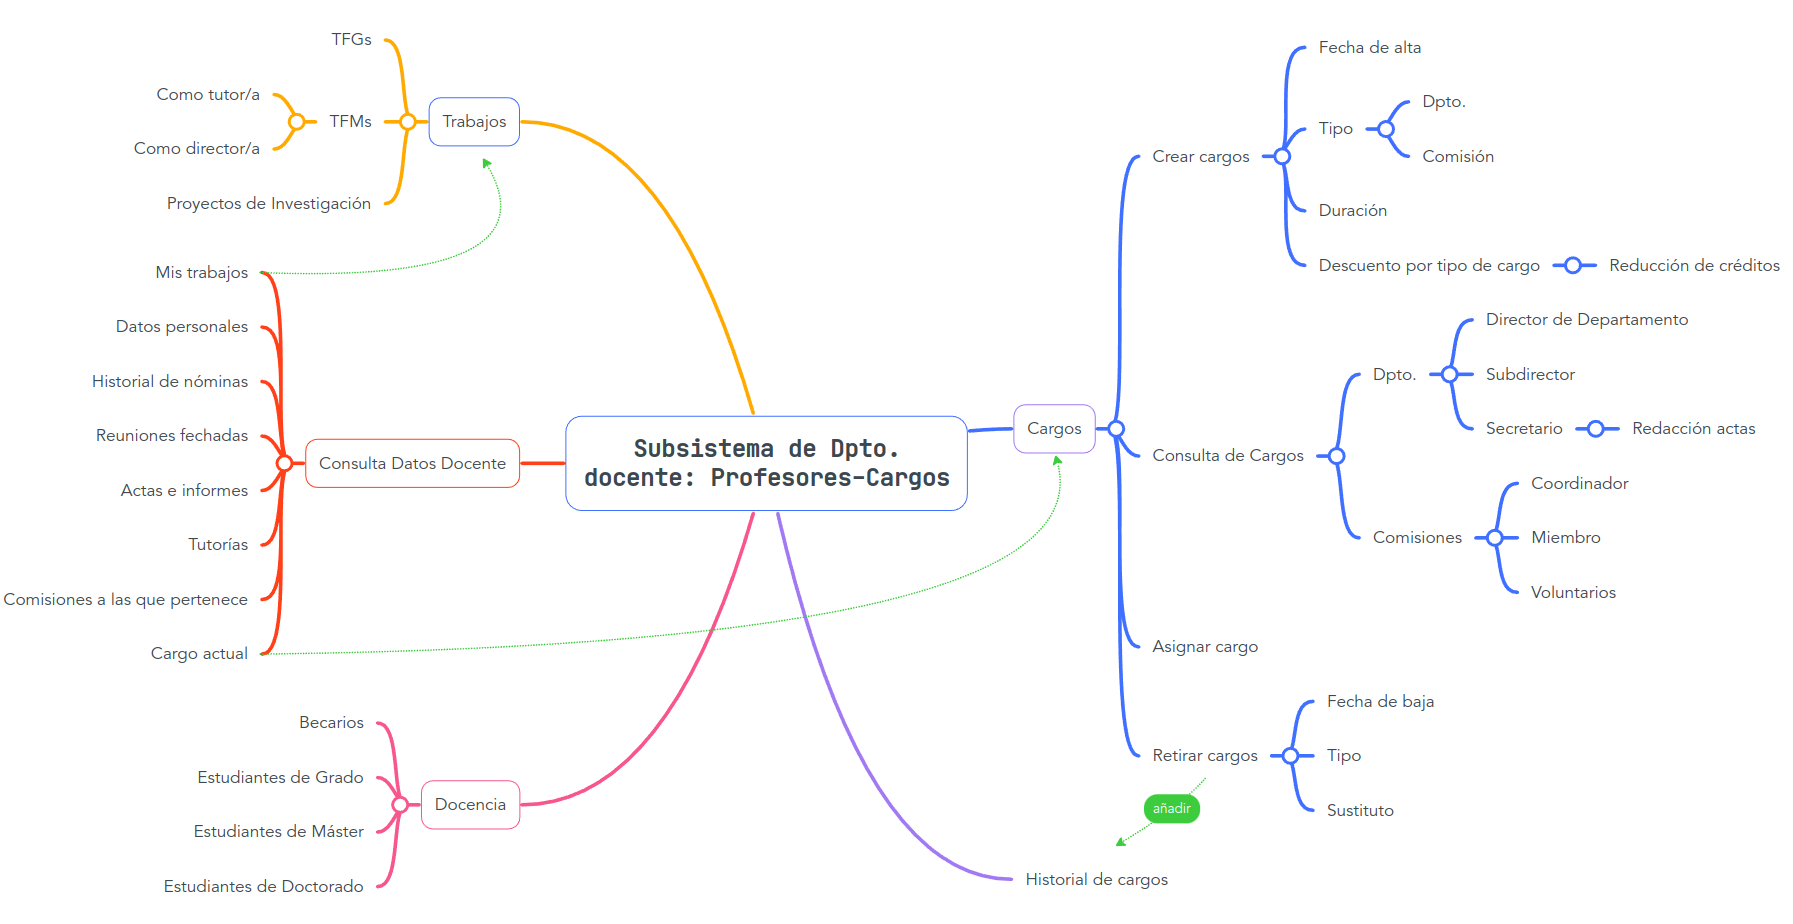 Subsistema de Dpto.
docente: Profesores-Cargos
Trabajos
TFGs
TFMs
Como tutor/a
Como director/a
Proyectos de Investigación
Consulta Datos Docente
Mis trabajos
Datos personales
Historial de nóminas
Reuniones fechadas
Actas e informes
Tutorías
Comisiones a las que pertenece
Cargo actual
Docencia
Becarios
Estudiantes de Grado
Estudiantes de Máster
Estudiantes de Doctorado
Cargos
Crear cargos
Fecha de alta
Tipo
Dpto.
Comisión
Duración
Descuento por tipo de cargo
Reducción de créditos
Consulta de Cargos
Dpto.
Director de Departamento
Subdirector
Secretario
Redacción actas
Comisiones
Coordinador
Miembro
Voluntarios
Asignar cargo
Retirar cargos
Fecha de baja
Tipo
Sustituto
añadir
Historial de cargos